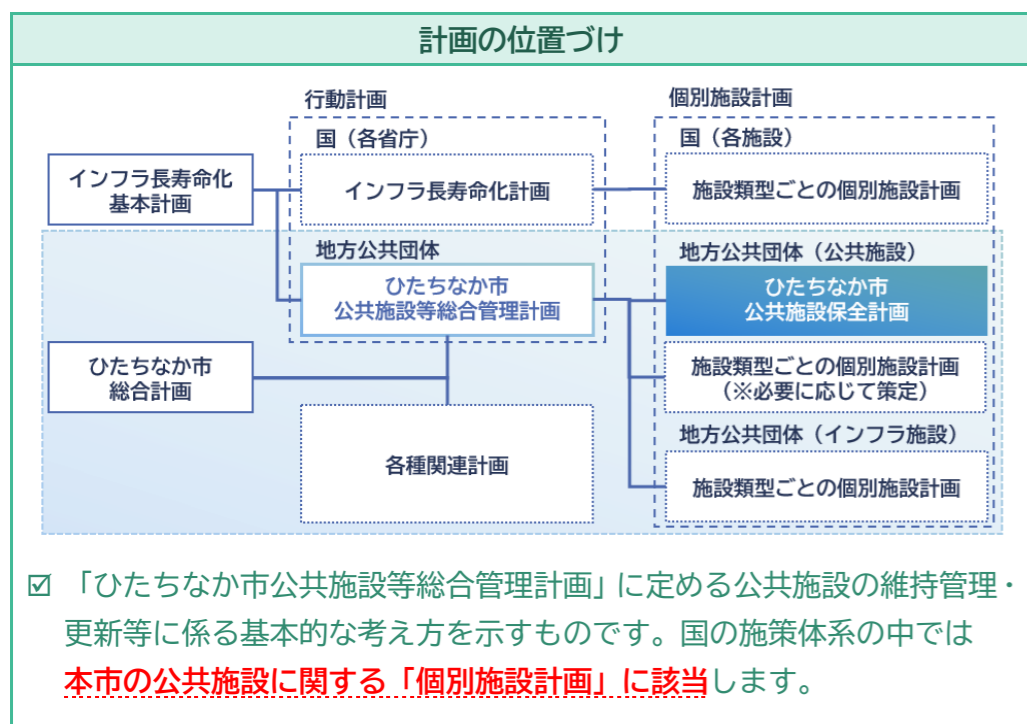 計画の位置づけ
行動計画
個別施設計画
国（各省庁）
国（各施設）
インフラ長寿命化
基本計画
インフラ長寿命化計画
施設類型ごとの個別施設計画
地方公共団体
地方公共団体（公共施設）
ひたちなか市
公共施設等総合管理計画
ひたちなか市
公共施設保全計画
ひたちなか市
総合計画
施設類型ごとの個別施設計画
（※必要に応じて策定）
各種関連計画
地方公共団体（インフラ施設）
施設類型ごとの個別施設計画
☑ 「ひたちなか市公共施設等総合管理計画」に定める公共施設の維持管理・
更新等に係る基本的な考え方を示すものです。国の施策体系の中では
本市の公共施設に関する「個別施設計画」に該当します。